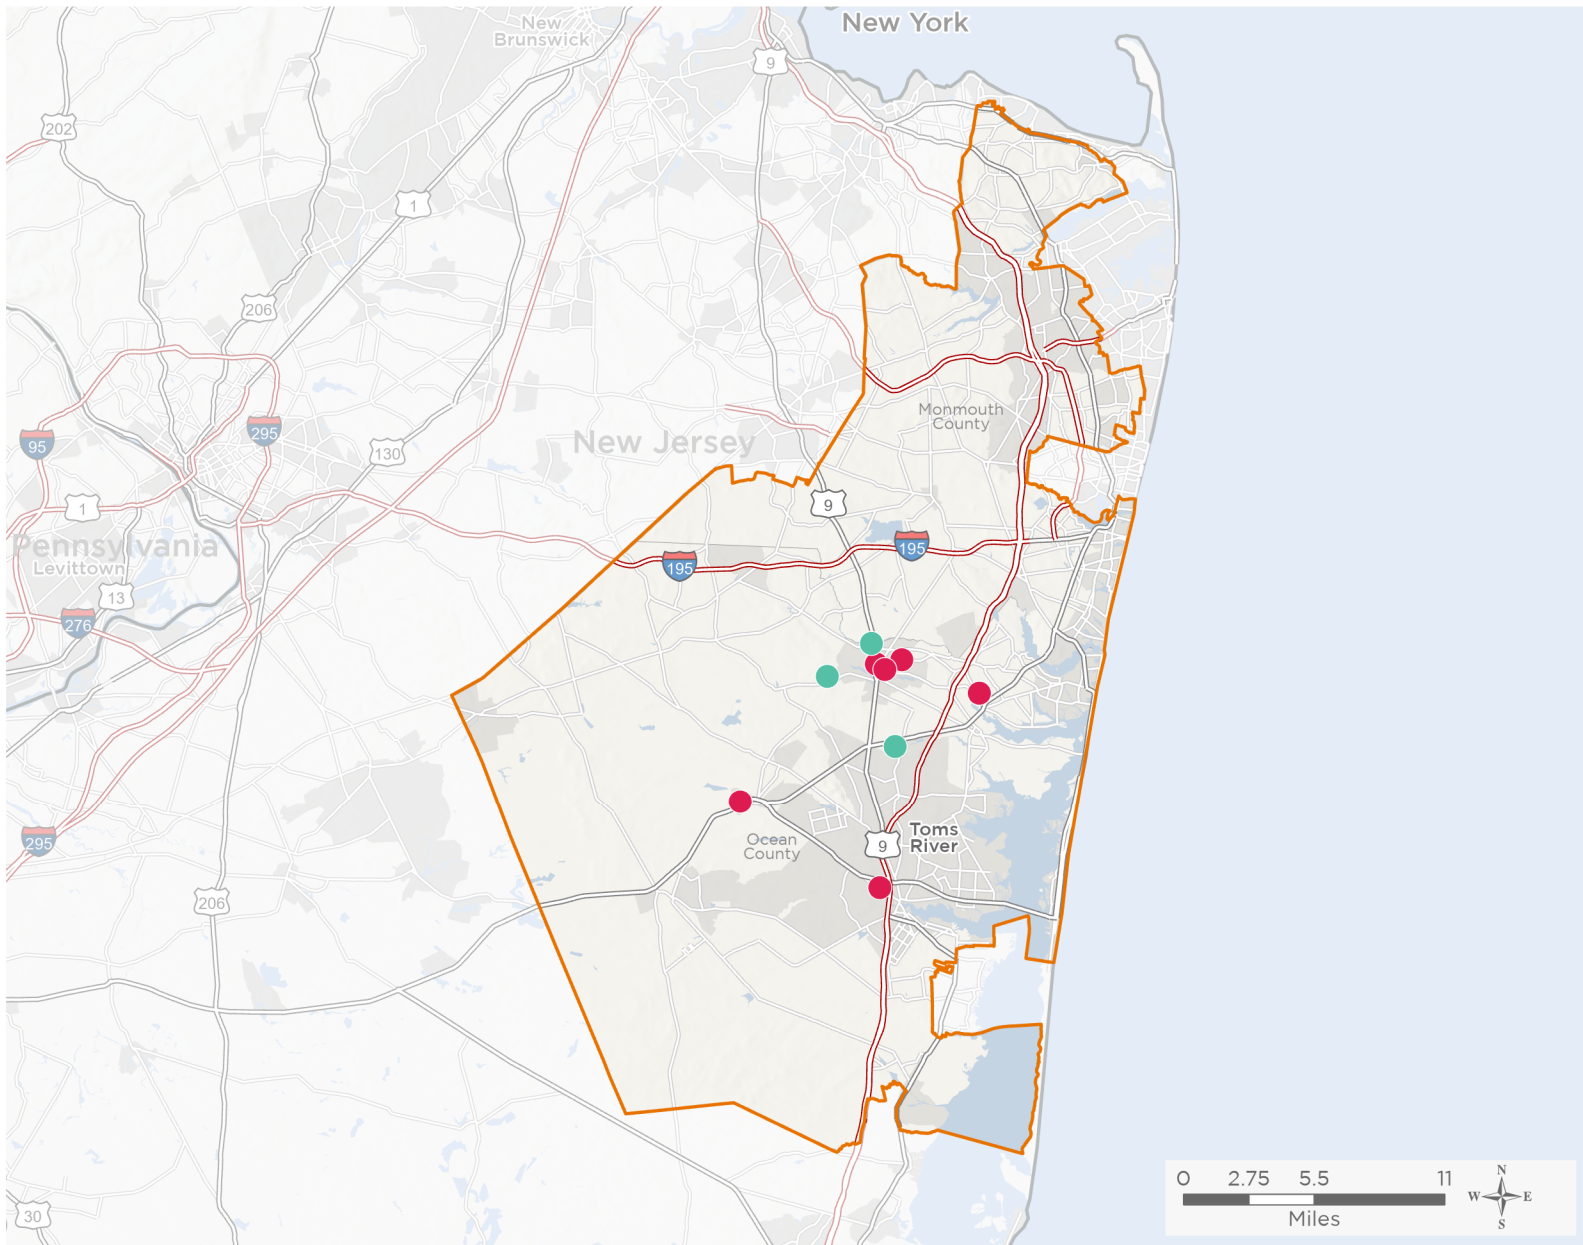 New York
New
Brunswick
9
202
1
206
Monmouth
County
295
95
130
New Jersey
9
1
195
195
Pennsylvania
Levittown
13
276
Ocean
County
Toms
River
9
295
206
30
0 2.75 5.5 11
Miles
N
W E
S